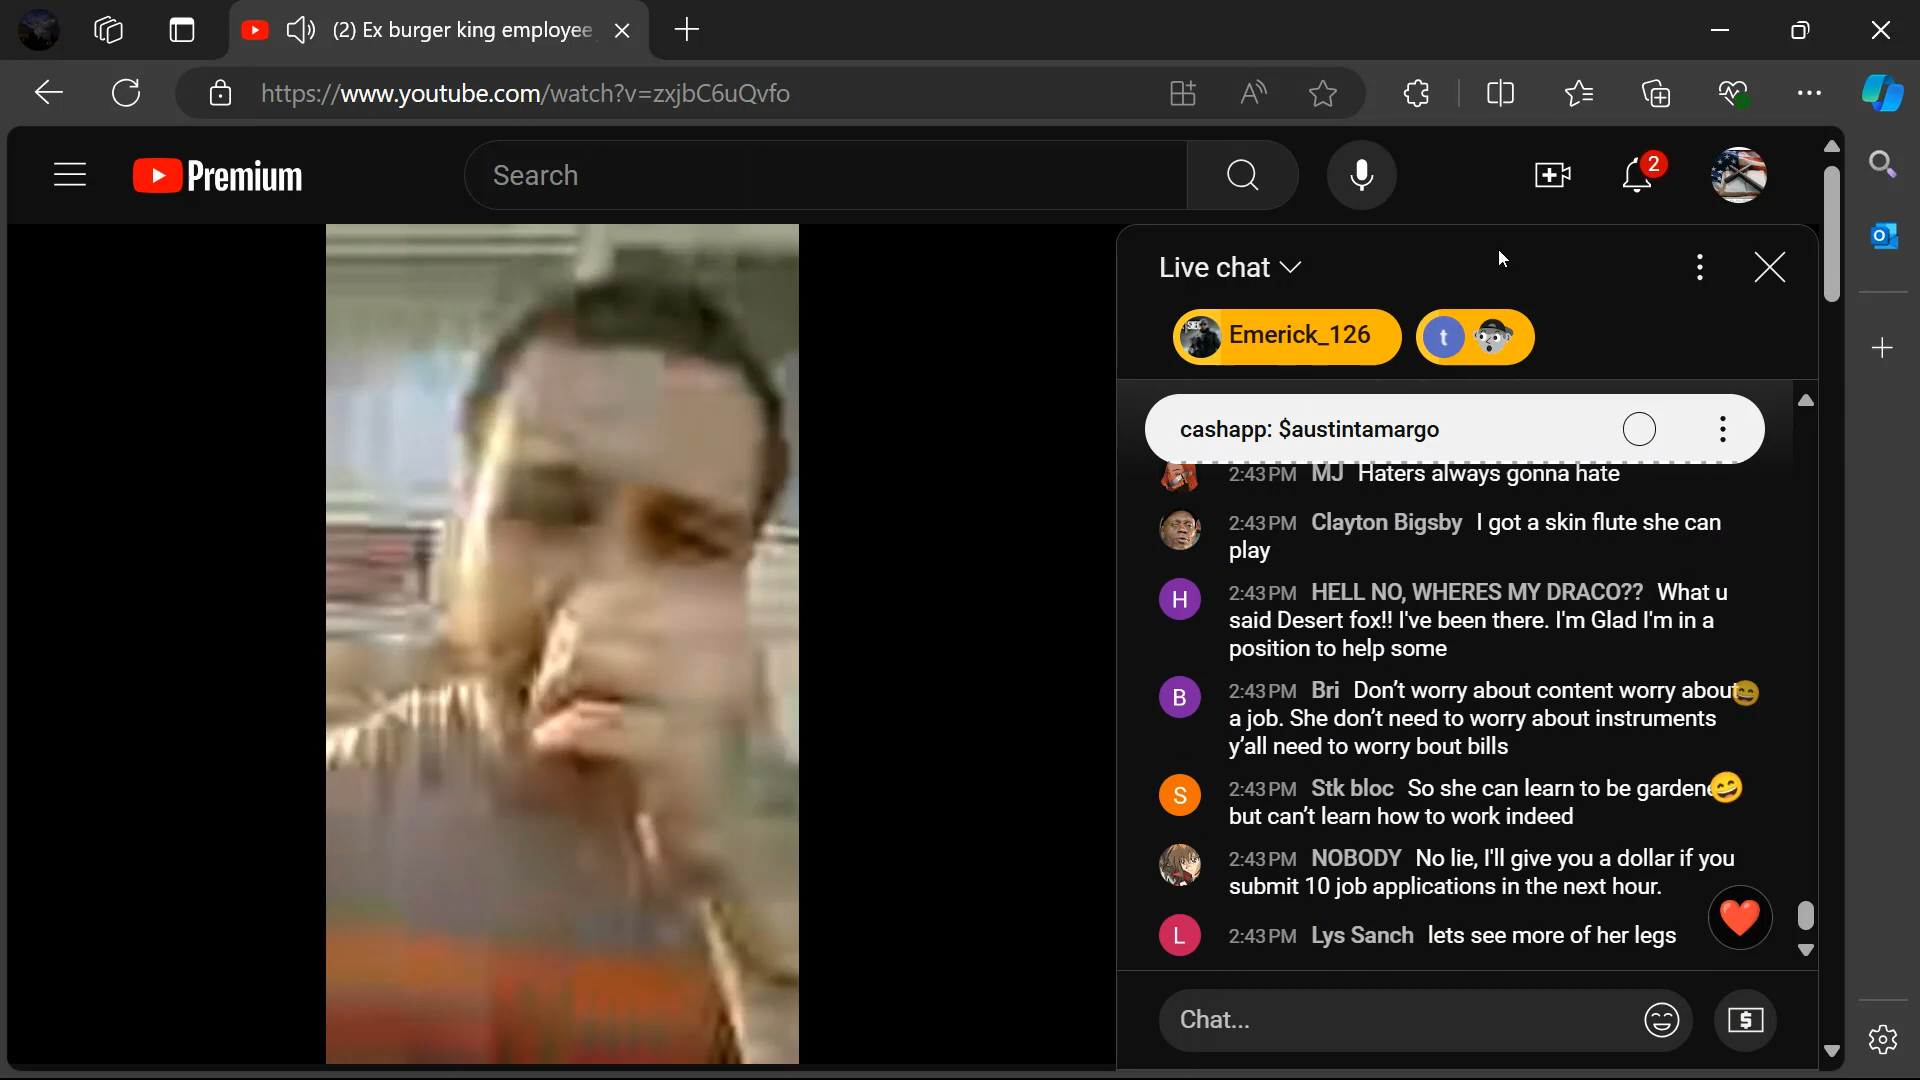 (2) Ex burger king employee
https://www.youtube.com/watch?v=zxjbC6uQvfo
Premium
Search
2
Live chat
Emerick_126
t
cashapp: $austintamargo
2:43 PM MJ Haters always gonna hate
2:43 PM Clayton Bigsby I got a skin flute she can
play
H
2:43 PM HELL NO, WHERES MY DRACO?? What u
said Desert fox!! I've been there. I'm Glad I'm in a
position to help some
B
2:43 PM Bri Don't worry about content worry about
a job. She don't need to worry about instruments
y'all need to worry bout bills
S
2:43 PM Stk bloc So she can learn to be gardene
but can't learn how to work indeed
2:43 PM NOBODY No lie, I'll give you a dollar if you
submit 10 job applications in the next hour.
L
2:43 PM Lys Sanch lets see more of her legs
Chat...